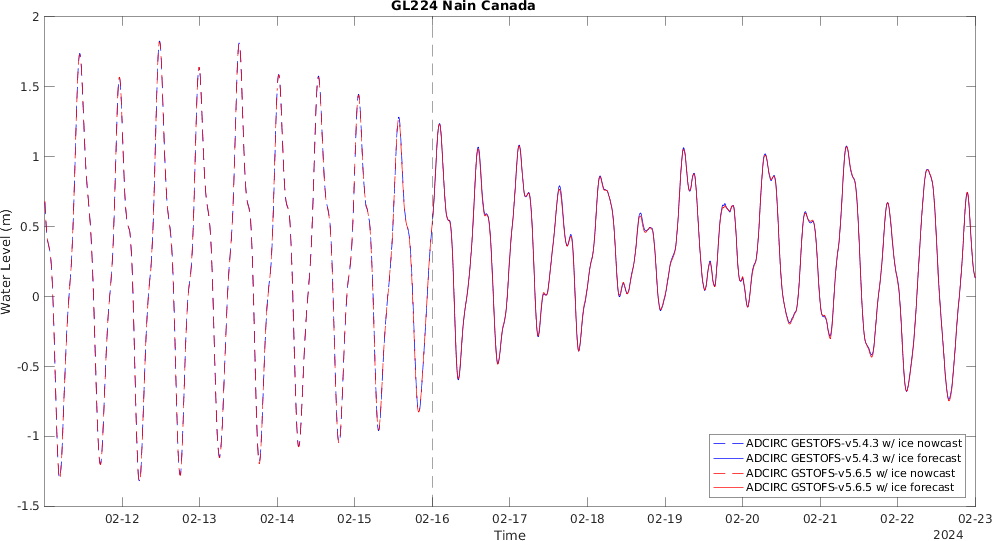 GL224 Nain Canada
Water Level (m)
2
1.5
1
0.5
0
-0.5
-1
-1.5
ADCIRC GESTOFS-v5.4.3 w/ ice nowcast
ADCIRC GESTOFS-v5.4.3 w/ ice forecast
ADCIRC GSTOFS-v5.6.5 w/ ice nowcast
ADCIRC GSTOFS-v5.6.5 w/ ice forecast
02-12 02-13 02-14 02-15 02-16 02-17 02-18 02-19 02-20 02-21 02-22 02-23
Time
2024